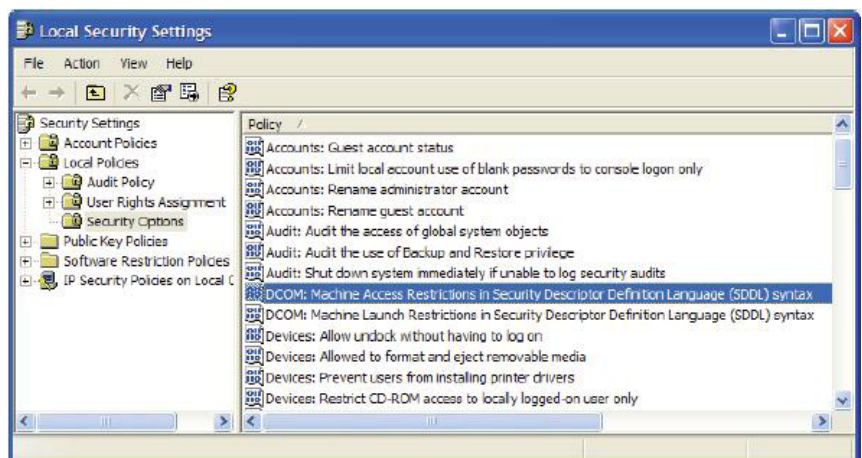 Local Security Settings
File Action View Help
Security Settings
Account Policies
Local Policies
Audit Policy
User Rights Assignment
Security Options
Public Key Policies
Software Restriction Policies
IP Security Policies on Local C
Policy
Accounts: Guest account status
Accounts: Limit local account use of blank passwords to console logon only
Accounts: Rename administrator account
Accounts: Rename guest account
Audit: Audit the access of global system objects
Audit: Audit the use of Backup and Restore privilege
Audit: Shut down system immediately if unable to log security audits
DCOM: Machine Access Restrictions in Security Descriptor Definition Language (SDDL) syntax
DCOM: Machine Launch Restrictions in Security Descriptor Definition Language (SDDL) syntax
Devices: Allow undock without having to log on
Devices: Allowed to format and eject removable media
Devices: Prevent users from installing printer drivers
Devices: Restrict CD-ROM access to locally logged-on user only